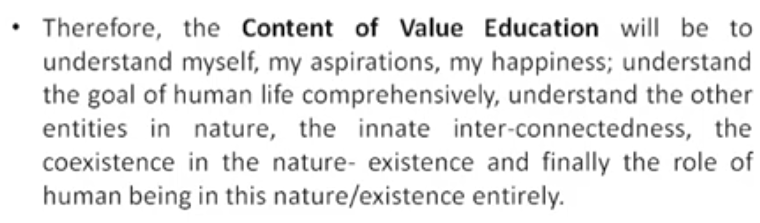 • Therefore, the Content of Value Education will be to
understand myself, my aspirations, my happiness; understand
the goal of human life comprehensively, understand the other
entities in nature, the innate inter-connectedness, the
coexistence in the nature- existence and finally the role of
human being in this nature/existence entirely.